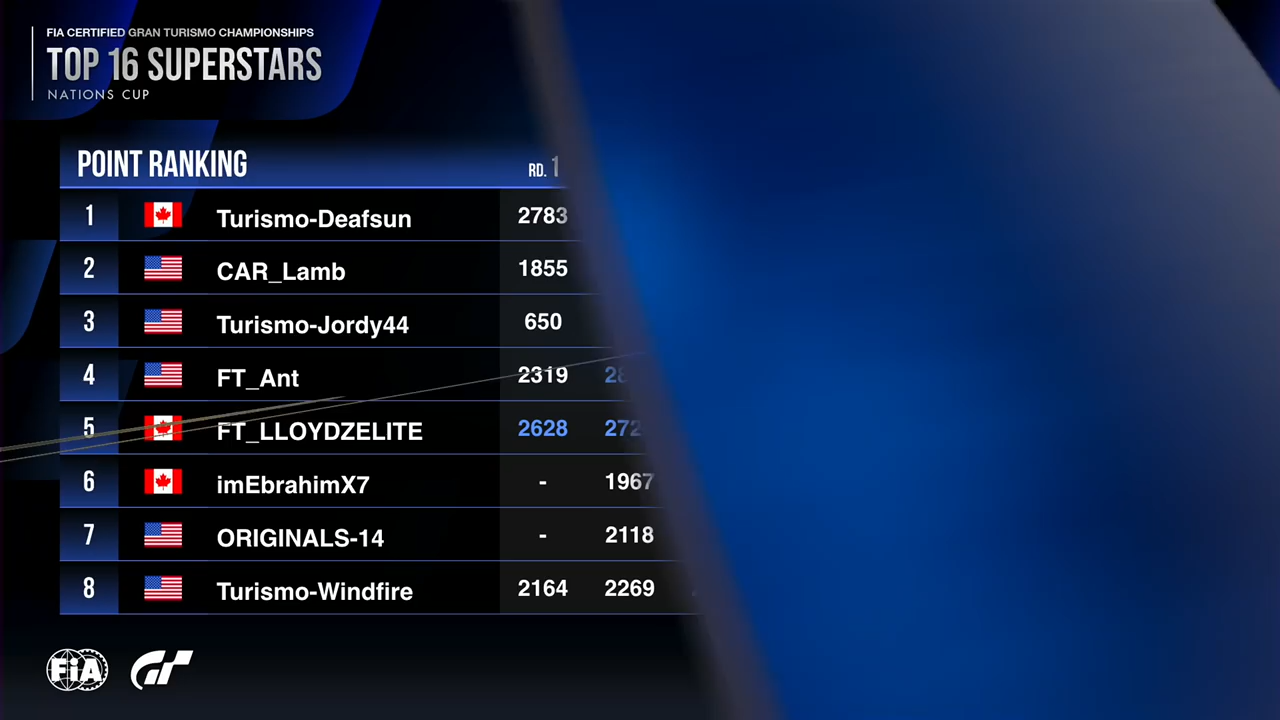 FIA CERTIFIED GRAN TURISMO CHAMPIONSHIPS
TOP 16 SUPERSTARS
NATIONS CUP
POINT RANKING RD. 1
1 Turismo-Deafsun 2783
2 CAR_Lamb 1855
3 Turismo-Jordy44 650
4 FT_Ant 2319
5 FT_LLOYDZELITE 2628
6 imEbrahimX7 - 1967
7 ORIGINALS-14 - 2118
8 Turismo-Windfire 2164 2269
FiA GT